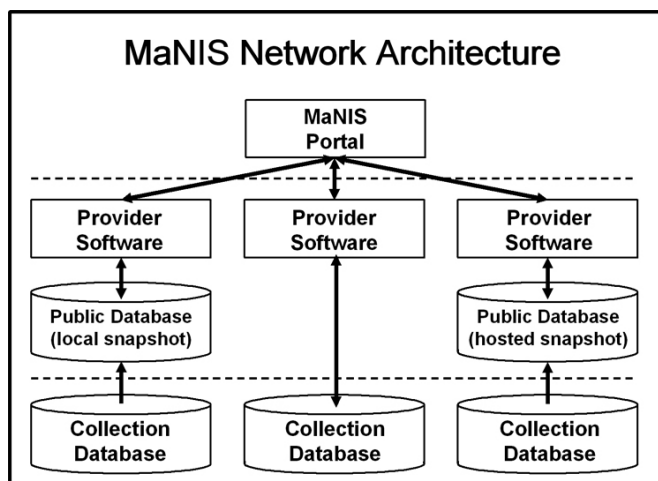 MaNIS Network Architecture
MaNIS
Portal
Provider
Software
Provider
Software
Provider
Software
Public Database
(local snapshot)
Public Database
(hosted snapshot)
Collection
Database
Collection
Database
Collection
Database